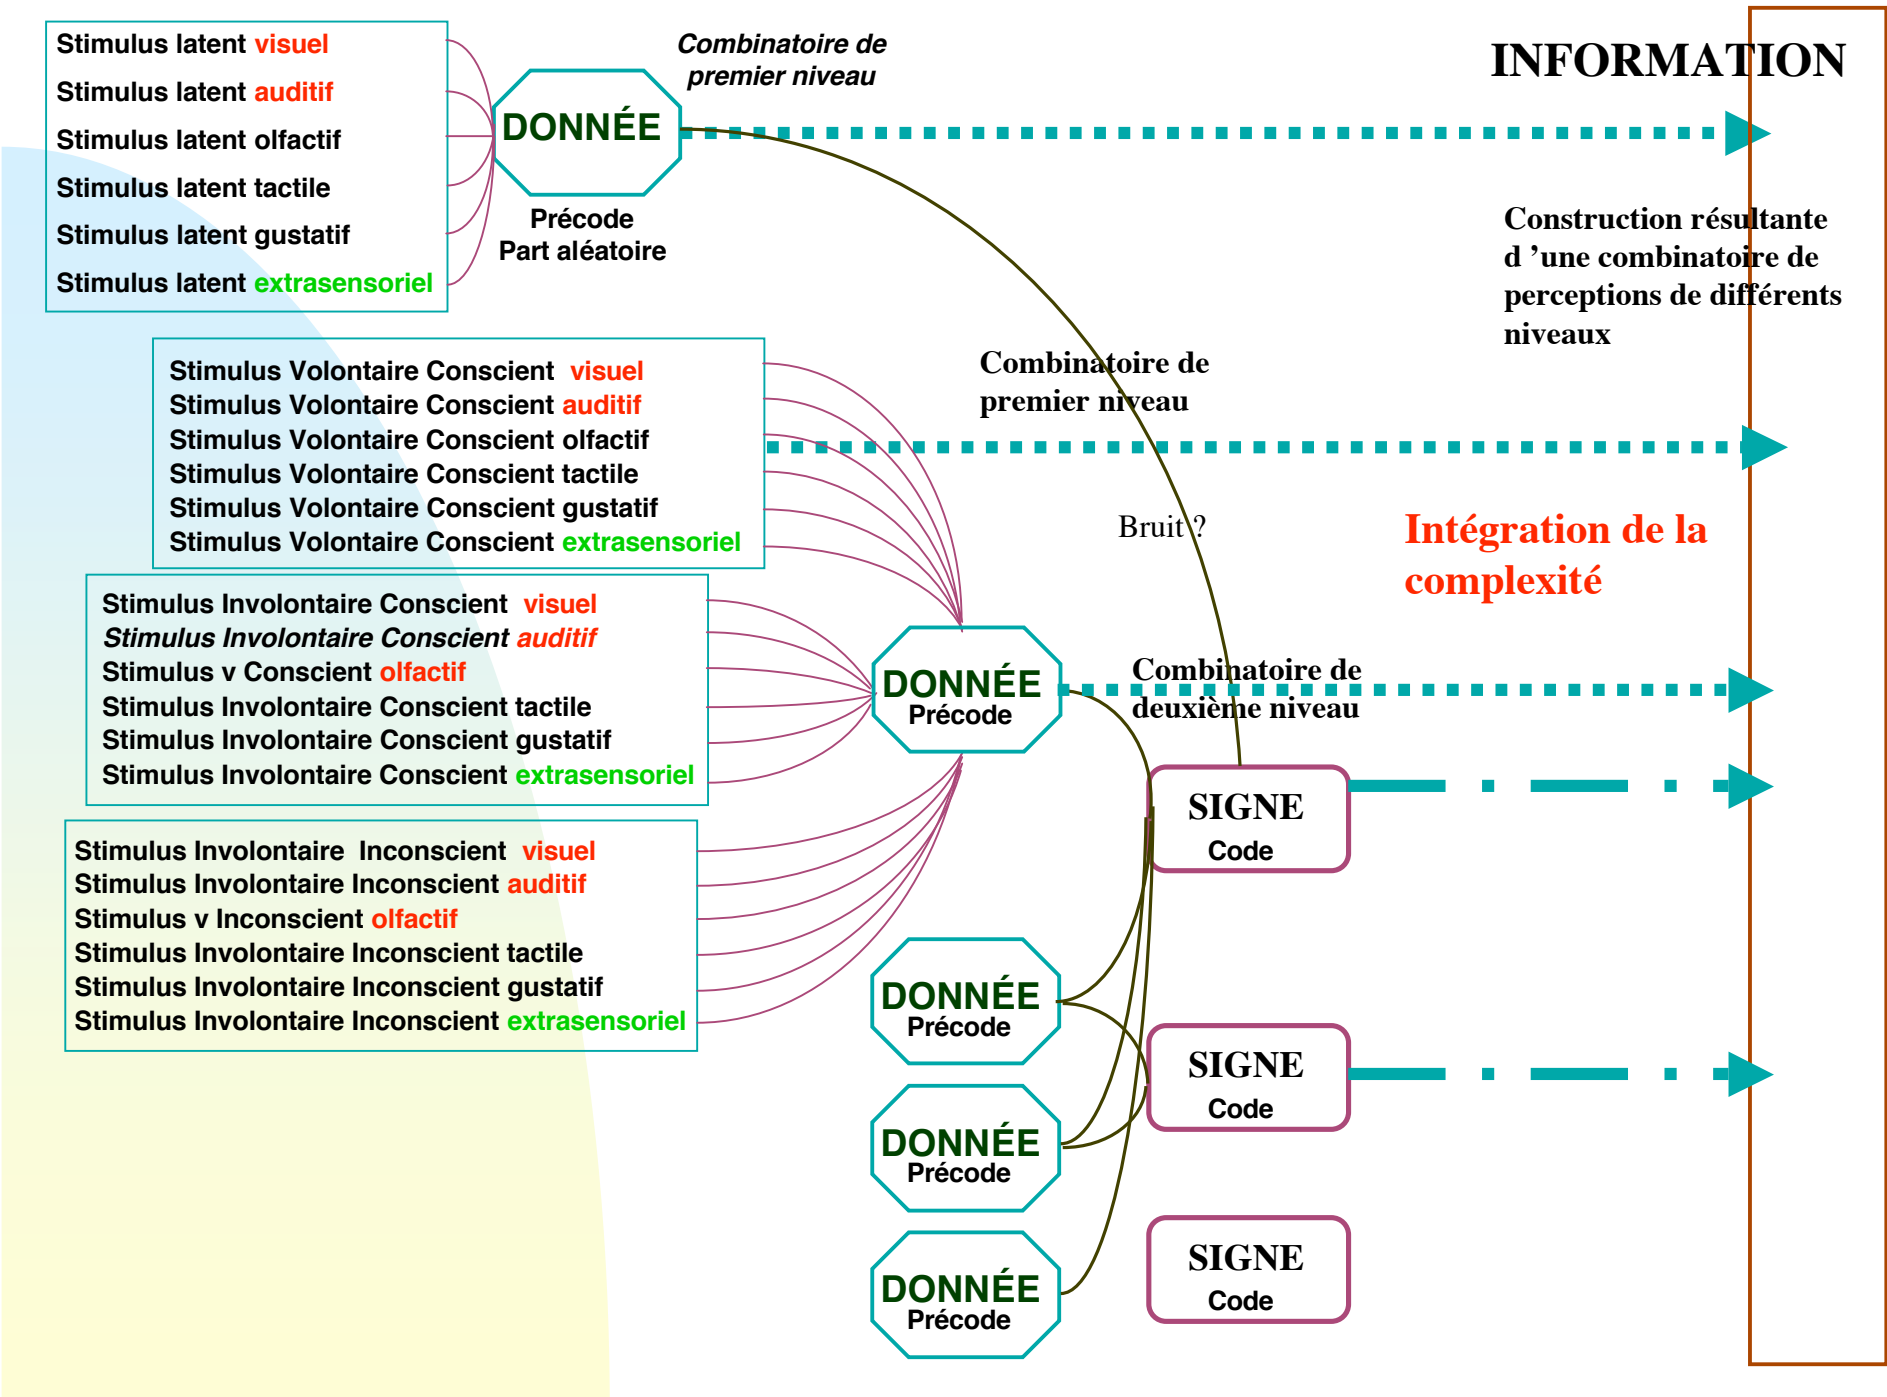 Stimulus latent visuel
Stimulus latent auditif
Stimulus latent olfactif
Stimulus latent tactile
Stimulus latent gustatif
Stimulus latent extrasensoriel
DONNÉE
Précode
Part aléatoire
Combinatoire de
premier niveau
INFORMATION
Construction résultante
d ’une combinatoire de
perceptions de différents
niveaux
Stimulus Volontaire Conscient visuel
Stimulus Volontaire Conscient auditif
Stimulus Volontaire Conscient olfactif
Stimulus Volontaire Conscient tactile
Stimulus Volontaire Conscient gustatif
Stimulus Volontaire Conscient extrasensoriel
Combinatoire de
premier niveau
Bruit ?
Intégration de la
complexité
Stimulus Involontaire Conscient visuel
Stimulus Involontaire Conscient auditif
Stimulus v Conscient olfactif
Stimulus Involontaire Conscient tactile
Stimulus Involontaire Conscient gustatif
Stimulus Involontaire Conscient extrasensoriel
DONNÉE
Précode
Combinatoire de
deuxième niveau
SIGNE
Code
Stimulus Involontaire Inconscient visuel
Stimulus Involontaire Inconscient auditif
Stimulus v Inconscient olfactif
Stimulus Involontaire Inconscient tactile
Stimulus Involontaire Inconscient gustatif
Stimulus Involontaire Inconscient extrasensoriel
DONNÉE
Précode
SIGNE
Code
DONNÉE
Précode
SIGNE
Code
DONNÉE
Précode